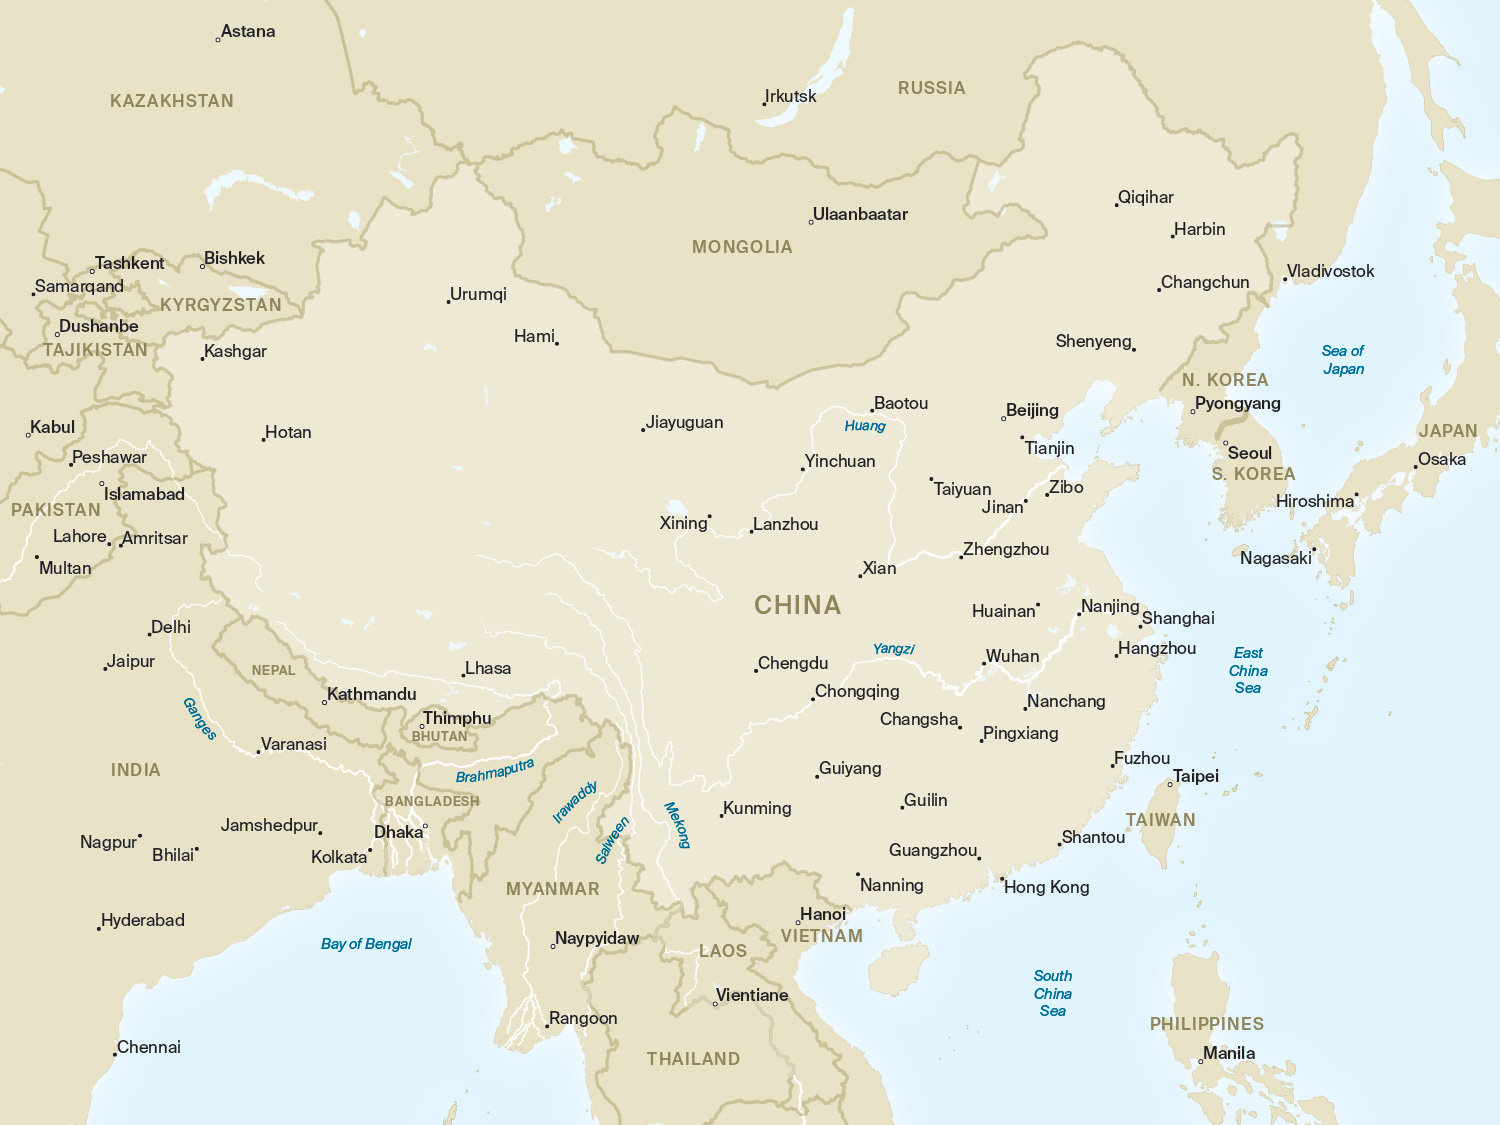 Astana
KAZAKHSTAN
RUSSIA
Irkutsk
Qiqihar
Ulaanbaatar
Harbin
MONGOLIA
Bishkek
Tashkent
Vladivostok
Samarqand
Changchun
Urumqi
KYRGYZSTAN
Dushanbe
Hami
Shenyeng
TAJIKISTAN
Kashgar
Sea of
Japan
N. KOREA
Baotou
Pyongyang
Beijing
Jiayuguan
Huang
Kabul
Hotan
JAPAN
Tianjin
Seoul
Peshawar
Yinchuan
Osaka
S. KOREA
Islamabad
Taiyuan
Zibo
Hiroshima
Jinan
PAKISTAN
Xining
Lanzhou
Lahore
Amritsar
Zhengzhou
Nagasaki
Multan
Xian
CHINA
Nanjing
Huainan
Shanghai
Delhi
Yangzi
Hangzhou
East
China
Sea
Wuhan
Jaipur
Chengdu
Lhasa
NEPAL
Kathmandu
Chongqing
Nanchang
Ganges
Thimphu
Changsha
BHUTAN
Pingxiang
Varanasi
Fuzhou
INDIA
Brahmaputra
Guiyang
Taipei
BANGLADESH
Irawaddy
Guilin
Kunming
Mekong
TAIWAN
Jamshedpur
Dhaka
Salween
Shantou
Nagpur
Bhilai
Kolkata
Guangzhou
MYANMAR
Nanning
Hong Kong
Hyderabad
Hanoi
VIETNAM
Bay of Bengal
Naypyidaw
LAOS
South
China
Sea
Vientiane
Rangoon
PHILIPPINES
Chennai
THAILAND
Manila